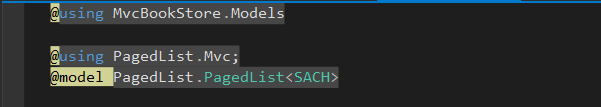 @using MvcBookStore.Models
@using PagedList.Mvc;
@model PagedList.PagedList<SACH>